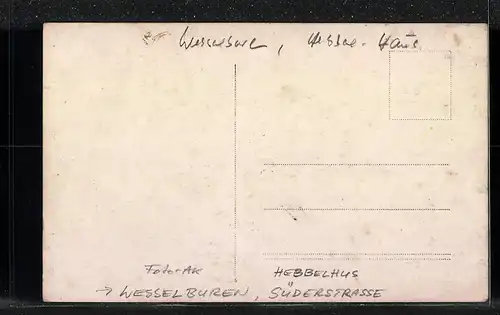 Wesselbure, Hebbel-Haus
Foto-AK HEBBELHUS
→ WESSELBUREN, SÜDERSTRASSE